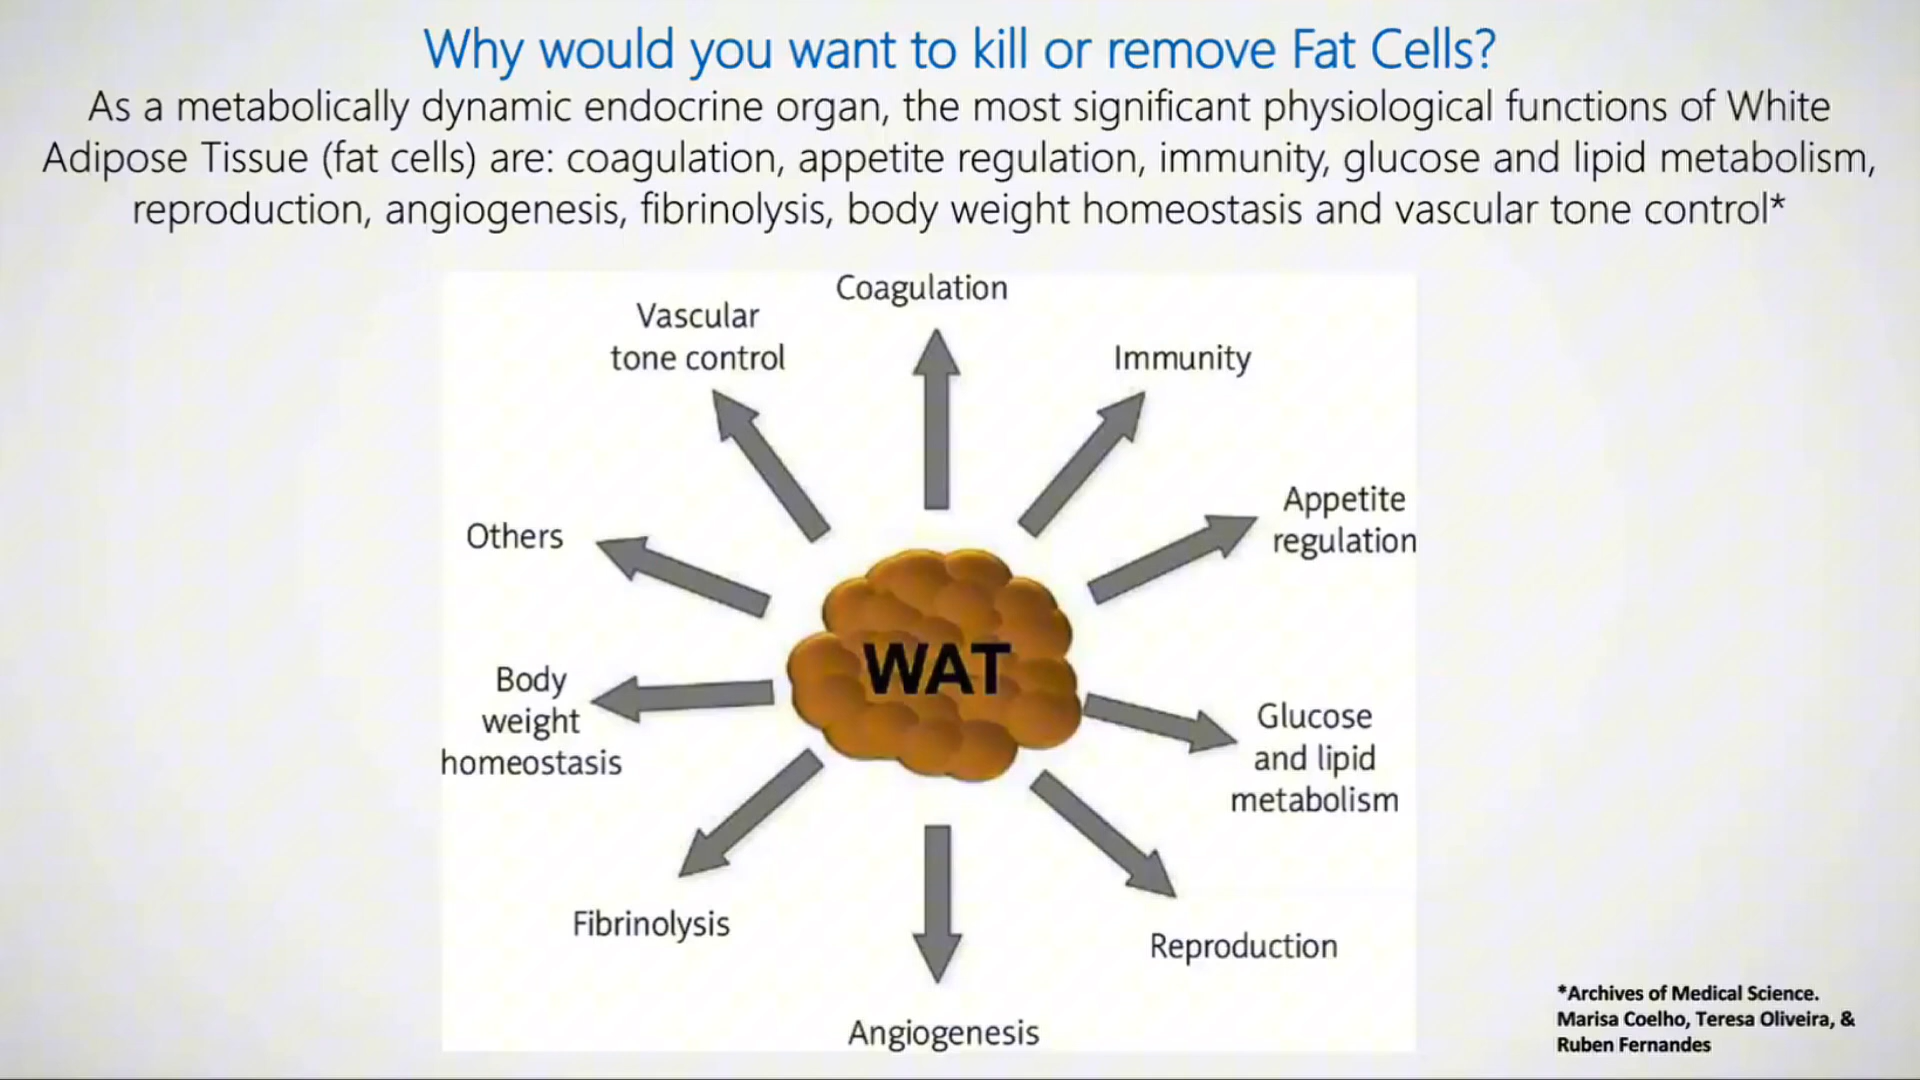 Why would you want to kill or remove Fat Cells?
As a metabolically dynamic endocrine organ, the most significant physiological functions of White
Adipose Tissue (fat cells) are: coagulation, appetite regulation, immunity, glucose and lipid metabolism,
reproduction, angiogenesis, fibrinolysis, body weight homeostasis and vascular tone control*
Coagulation
Vascular
tone control
Immunity
Appetite
regulation
Others
WAT
Body
weight
homeostasis
Glucose
and lipid
metabolism
Fibrinolysis
Reproduction
Angiogenesis
*Archives of Medical Science.
Marisa Coelho, Teresa Oliveira, &
Ruben Fernandes